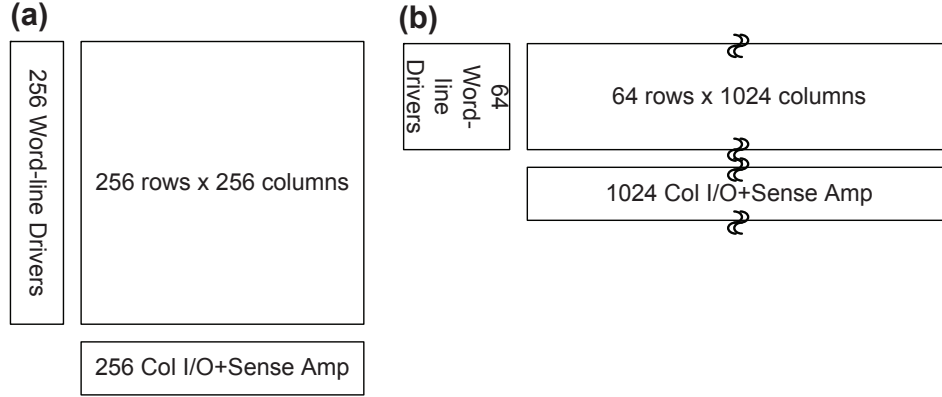 (a)
256 Word-line Drivers
256 rows x 256 columns
256 Col I/O+Sense Amp
(b)
64
Word-
line
Drivers
64 rows x 1024 columns
1024 Col I/O+Sense Amp